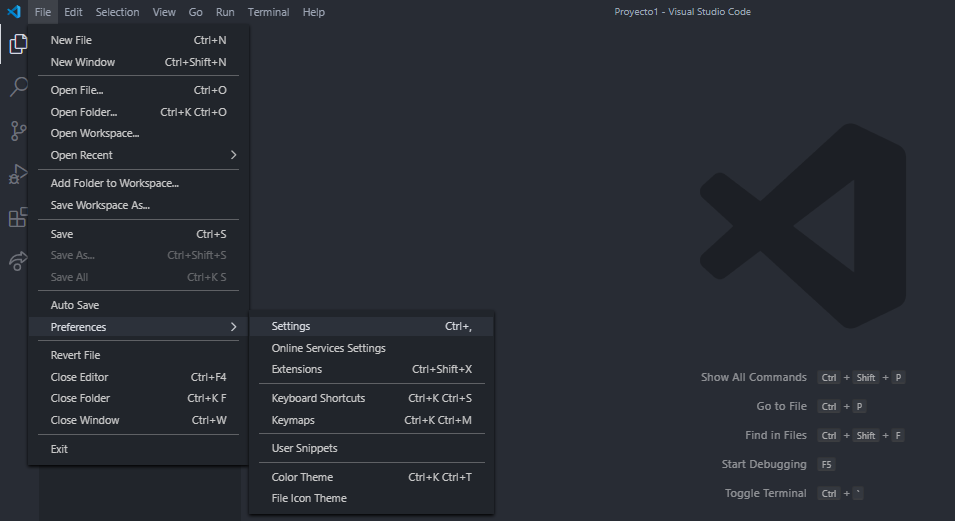 File Edit Selection View Go Run Terminal Help
Proyecto1 - Visual Studio Code
New File Ctrl+N
New Window Ctrl+Shift+N
Open File... Ctrl+O
Open Folder... Ctrl+K Ctrl+O
Open Workspace...
Open Recent
Add Folder to Workspace...
Save Workspace As...
Save Ctrl+S
Save As... Ctrl+Shift+S
Save All Ctrl+K S
Auto Save
Preferences
Revert File
Close Editor Ctrl+F4
Close Folder Ctrl+K F
Close Window Ctrl+W
Exit
Settings Ctrl+,
Online Services Settings
Extensions Ctrl+Shift+X
Keyboard Shortcuts Ctrl+K Ctrl+S
Keymaps Ctrl+K Ctrl+M
User Snippets
Color Theme Ctrl+K Ctrl+T
File Icon Theme
Show All Commands Ctrl + Shift + P
Go to File Ctrl + P
Find in Files Ctrl + Shift + F
Start Debugging F5
Toggle Terminal Ctrl + `